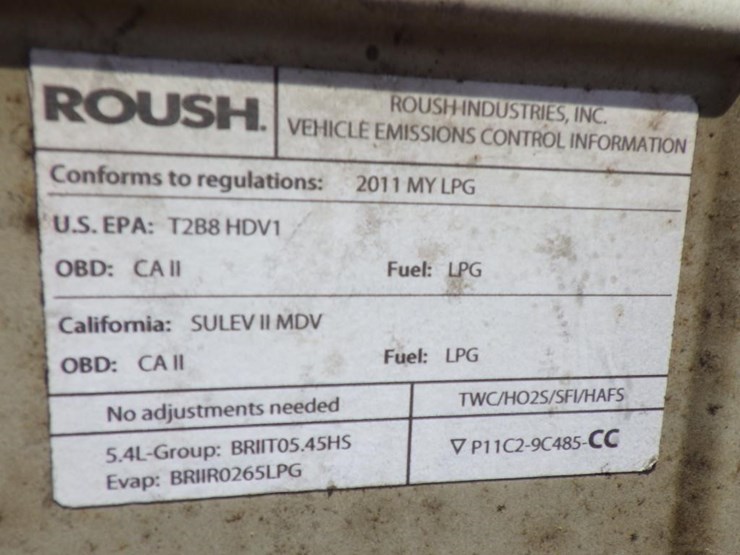 ROUSH.
ROUSH INDUSTRIES, INC.
VEHICLE EMISSIONS CONTROL INFORMATION
Conforms to regulations: 2011 MY LPG
U.S. EPA: T2B8 HDV1
OBD: CA II Fuel: LPG
California: SULEV II MDV
OBD: CA II Fuel: LPG
No adjustments needed
TWC/HO2S/SFI/HAFS
5.4L-Group: BRIIT05.45HS
Evap: BRIIR0265LPG
▽ P11C2-9C485-CC